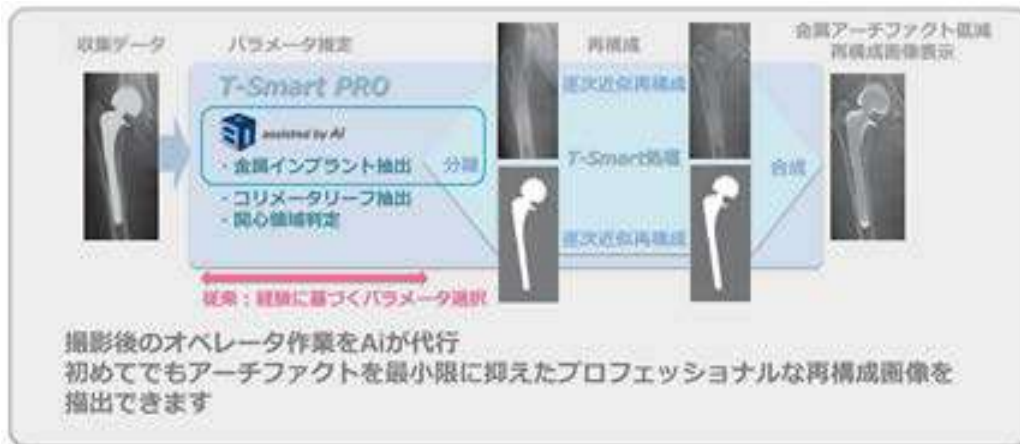 収集データ
パラメータ推定
再構成
金属アーチファクト低減
再構成画像表示
T-Smart PRO
逐次近似再構成
assisted by Ai
・金属インプラント抽出
分離
T-Smart処理
合成
・コリメータリーフ抽出
・関心領域判定
逐次近似再構成
従来：経験に基づくパラメータ選択
撮影後のオペレータ作業をAiが代行
初めてでもアーチファクトを最小限に抑えたプロフェッショナルな再構成画像を
描出できます